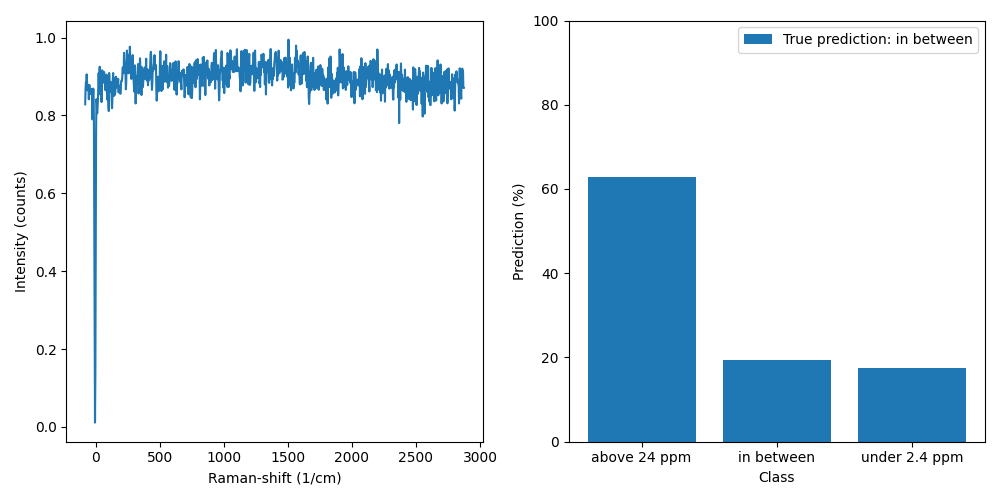 1.0
0.8
0.6
0.4
0.2
0.0
Intensity (counts)
0 500 1000 1500 2000 2500 3000
Raman-shift (1/cm)
100
80
60
40
20
0
Prediction (%)
True prediction: in between
above 24 ppm in between under 2.4 ppm
Class